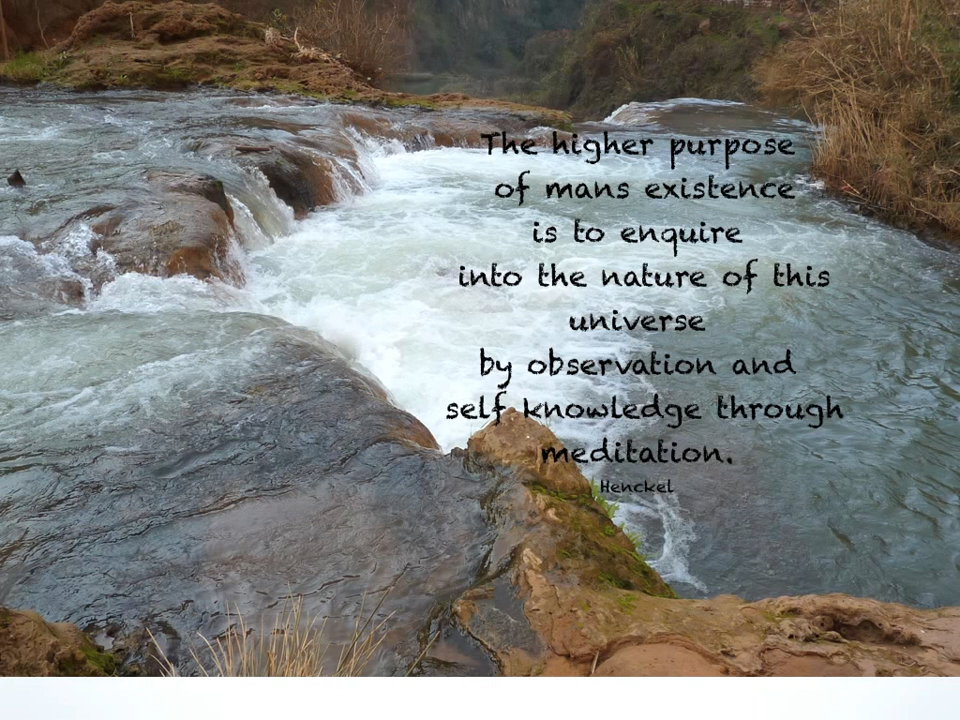 The higher purpose
of mans existence
is to enquire
into the nature of this
universe
by observation and
self knowledge through
meditation.
Henckel